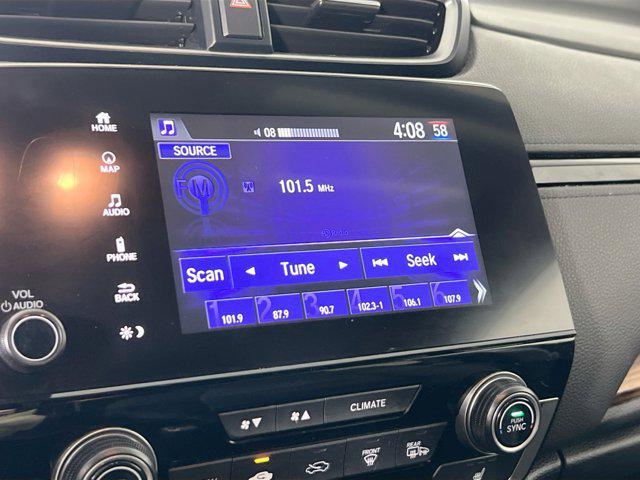 08 4:08 58
SOURCE
HOME
FM
101.5 MHz
MAP
AUDIO
Radio
PHONE
Scan Tune Seek
BACK
1 101.9 2 87.9 3 90.7 4 102.3-1 5 106.1 6 107.9
VOL
AUDIO
CLIMATE
PUSH
SYNC
FRONT
REAR